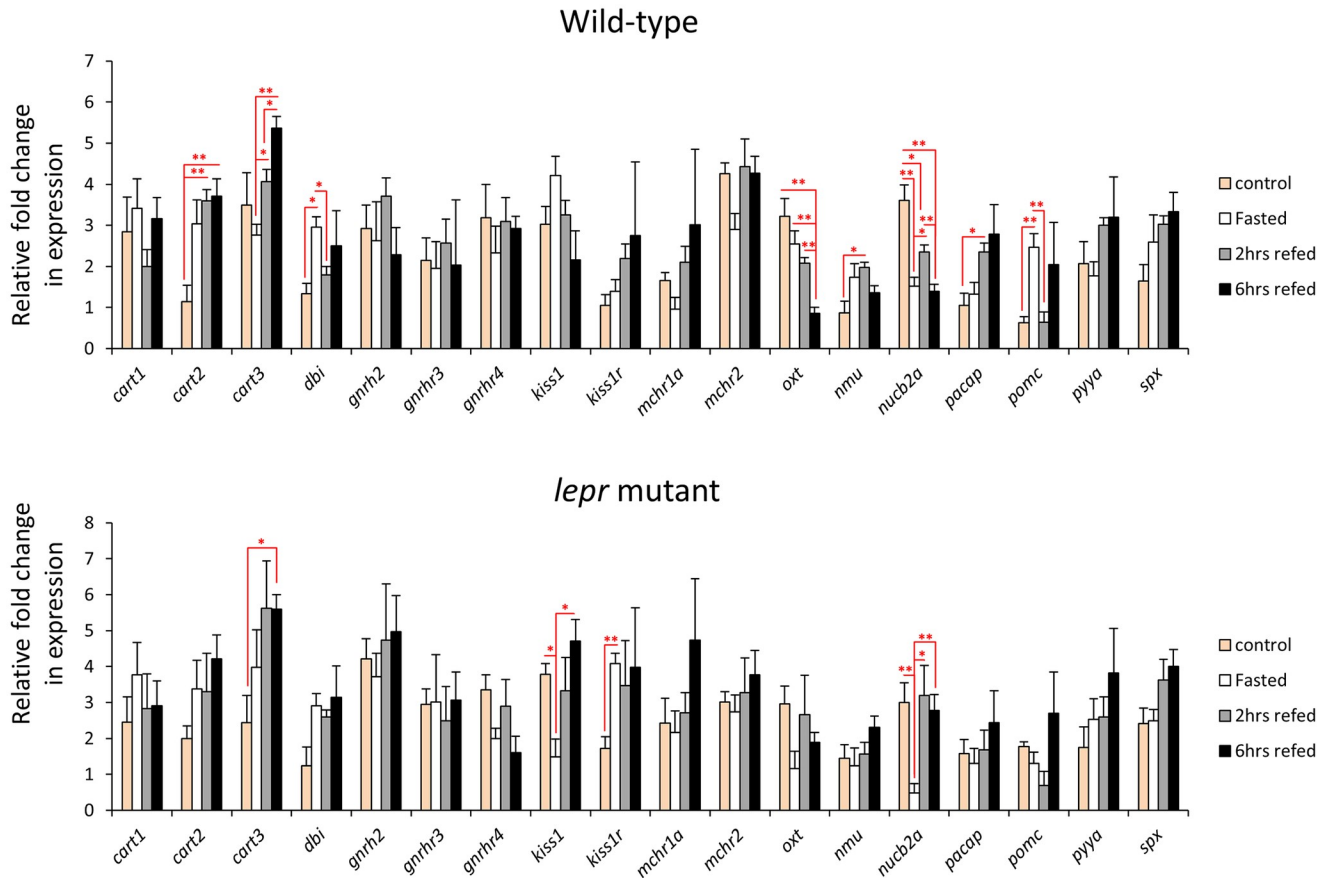 Wild-type
Relative fold change
in expression
7
6
5
4
3
2
1
0
** 
*
*
**
**
*
*
**
**
**
*
**
*
**
**
*
*
**
**
**
cart1 cart2 cart3 dbi gnrh2 gnrhr3 gnrhr4 kiss1 kiss1r mchr1a mchr2 oxt nmu nucb2a pacap pomc pyya spx
control
Fasted
2hrs refed
6hrs refed
lepr mutant
Relative fold change
in expression
8
7
6
5
4
3
2
1
0
*
*
*
**
**
*
**
cart1 cart2 cart3 dbi gnrh2 gnrhr3 gnrhr4 kiss1 kiss1r mchr1a mchr2 oxt nmu nucb2a pacap pomc pyya spx
control
Fasted
2hrs refed
6hrs refed